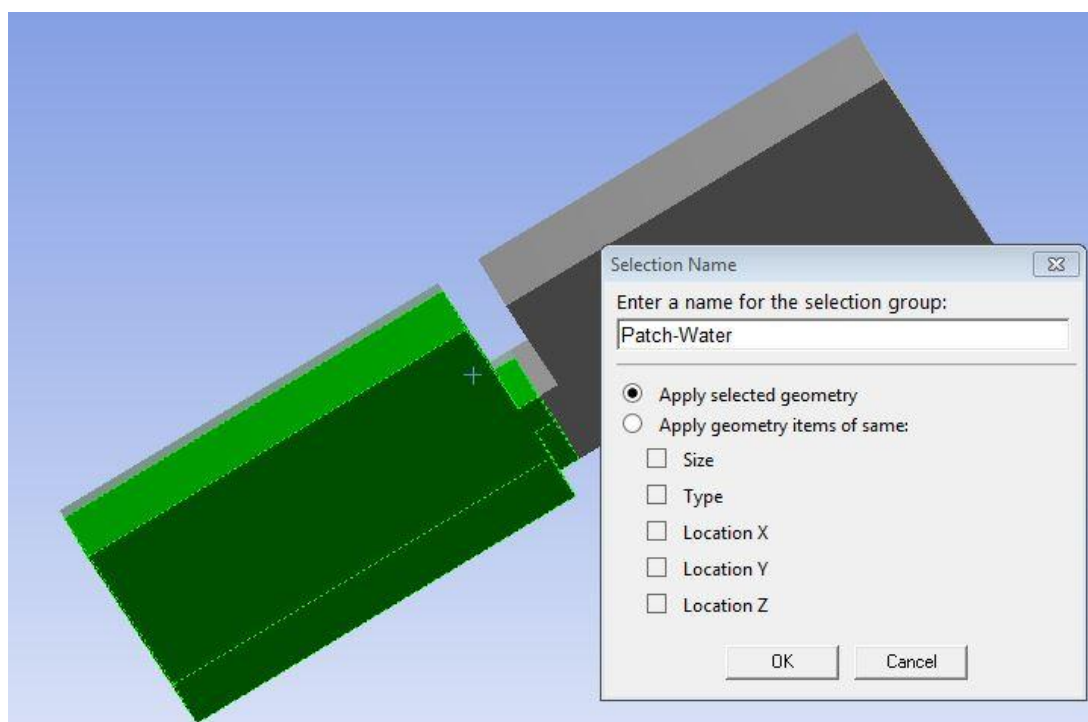 Selection Name
Enter a name for the selection group:
Patch-Water
Apply selected geometry
Apply geometry items of same:
Size
Type
Location X
Location Y
Location Z
OK Cancel